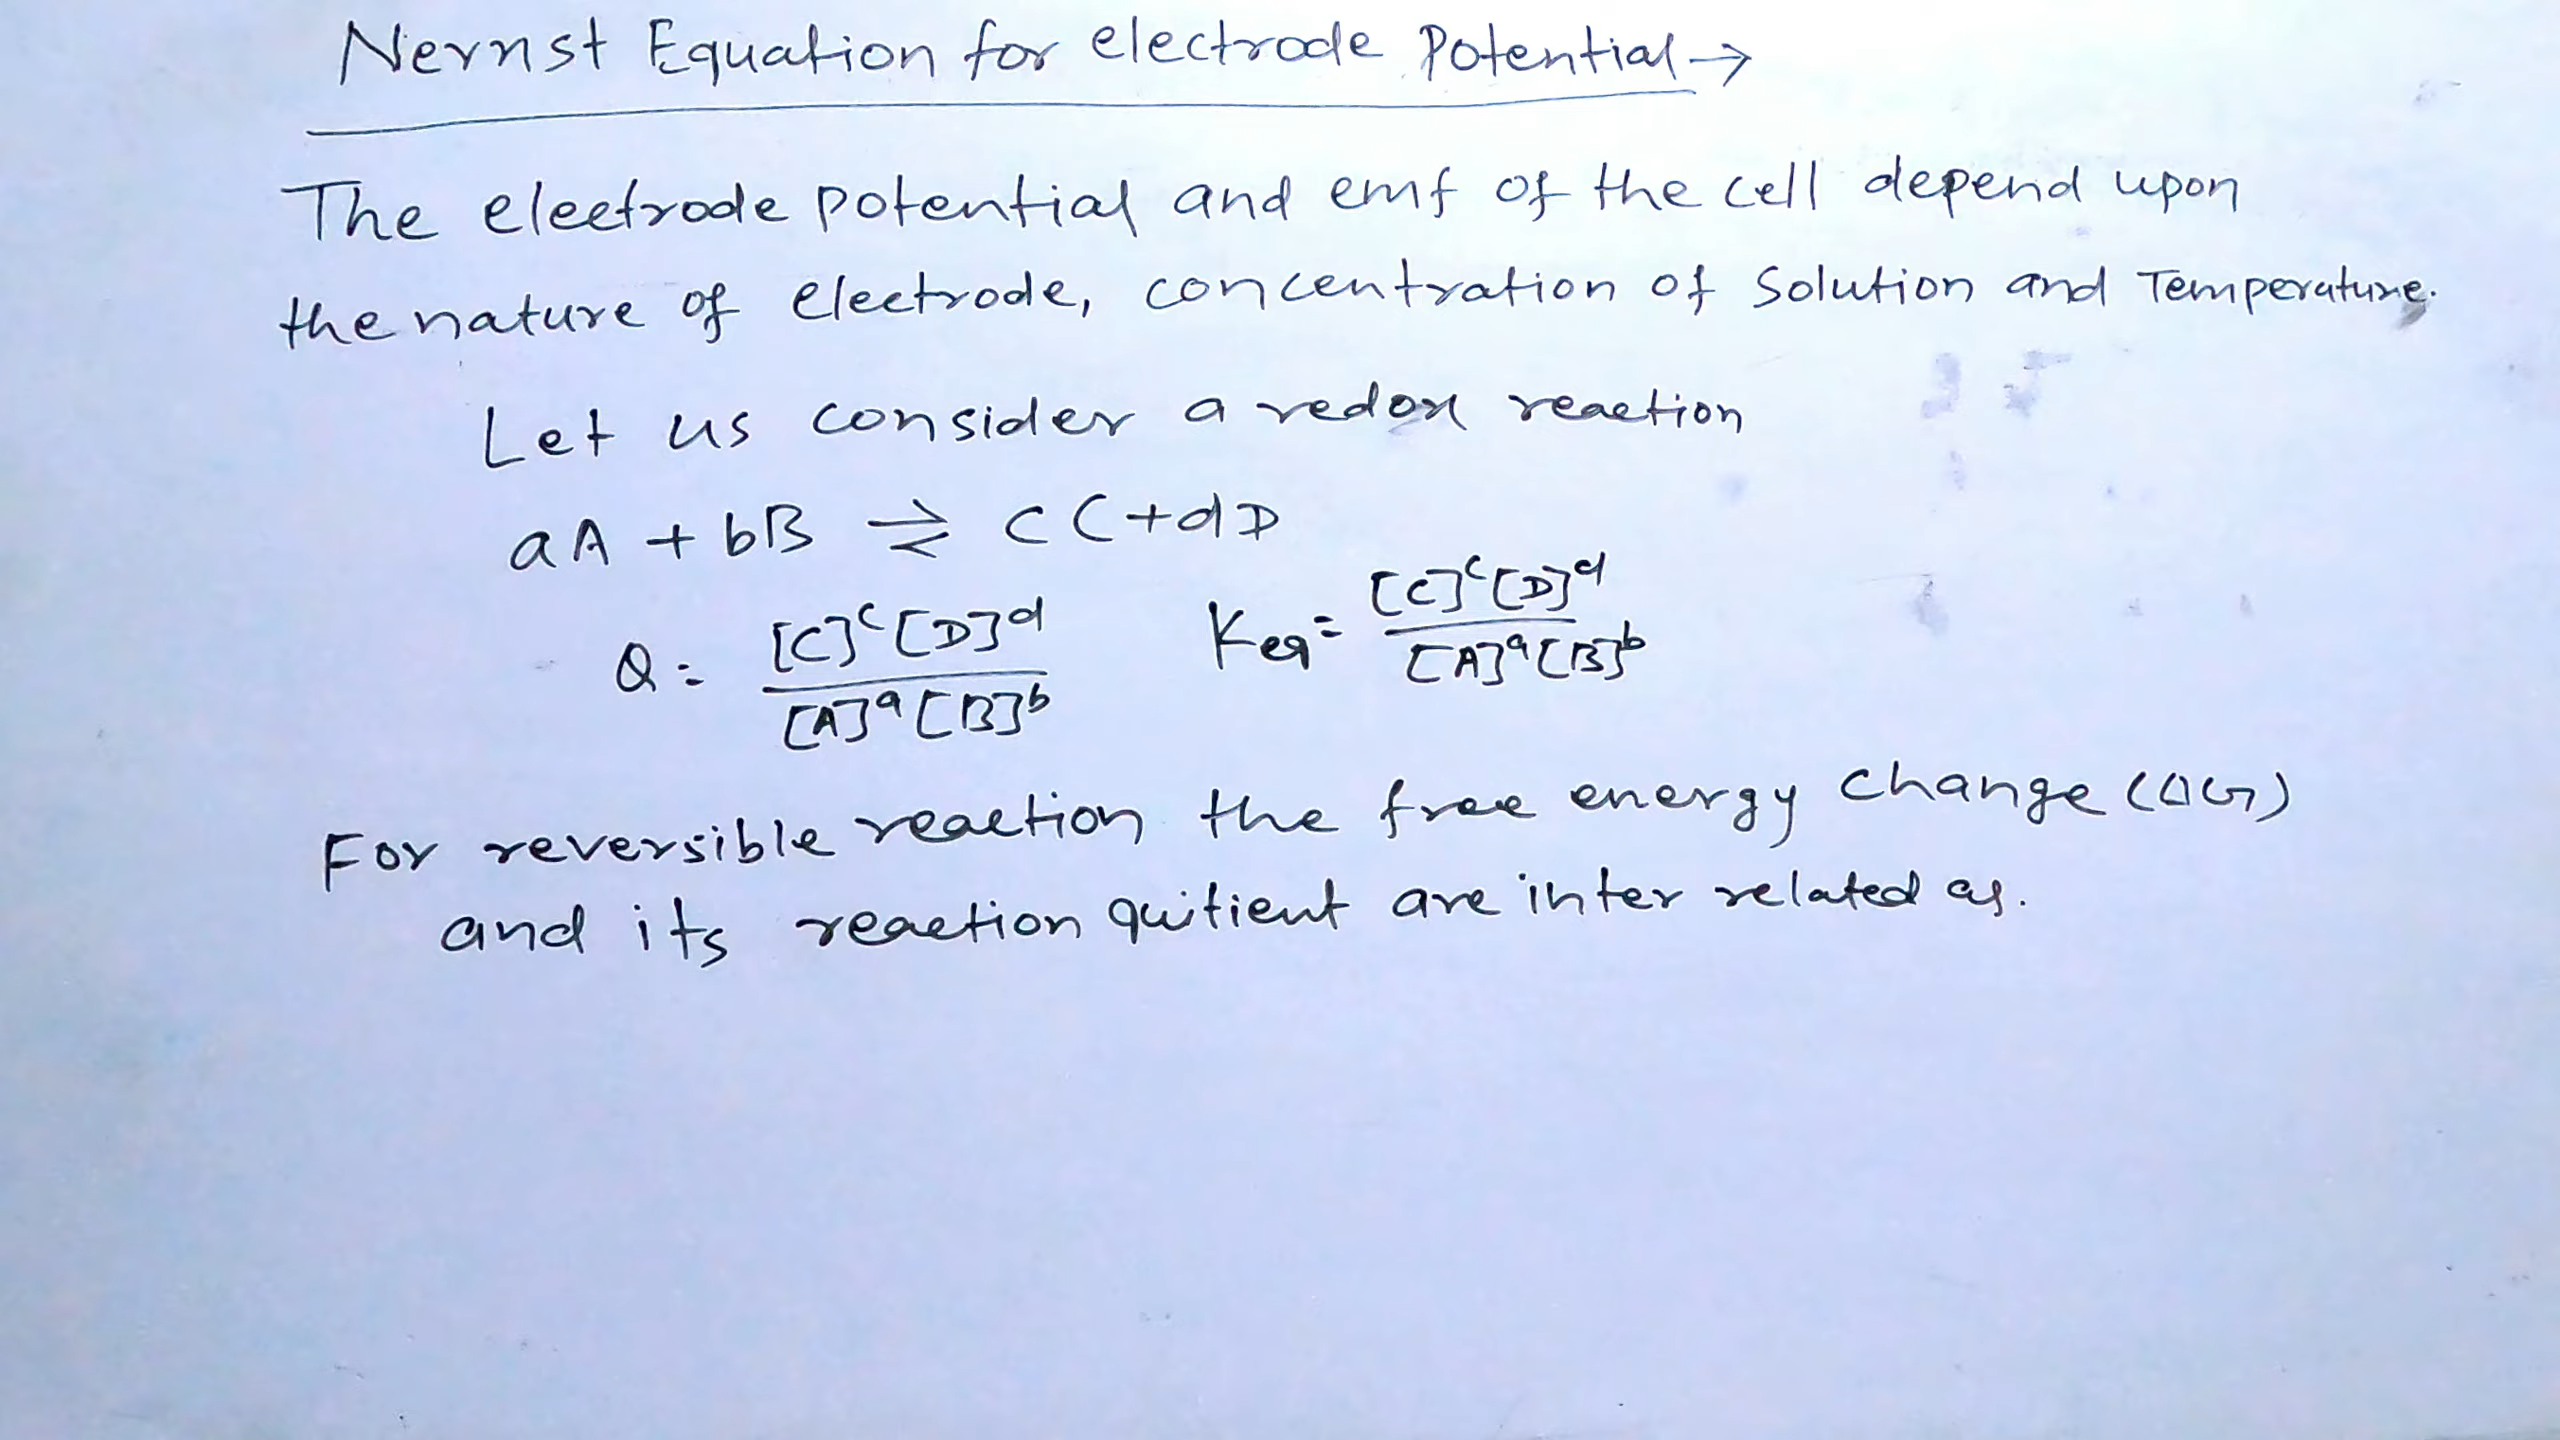 Nernst Equation for electrode Potential →
The electrode potential and emf of the cell depend upon
the nature of electrode, concentration of Solution and Temperature.
Let us consider a redox reaction
aA + bB ⇌ cC+dD
Q = [C]^c [D]^d / [A]^a [B]^b    Keq = [C]^c [D]^d / [A]^a [B]^b
For reversible reaction the free energy change (ΔG)
and its reaction quitient are inter related as.